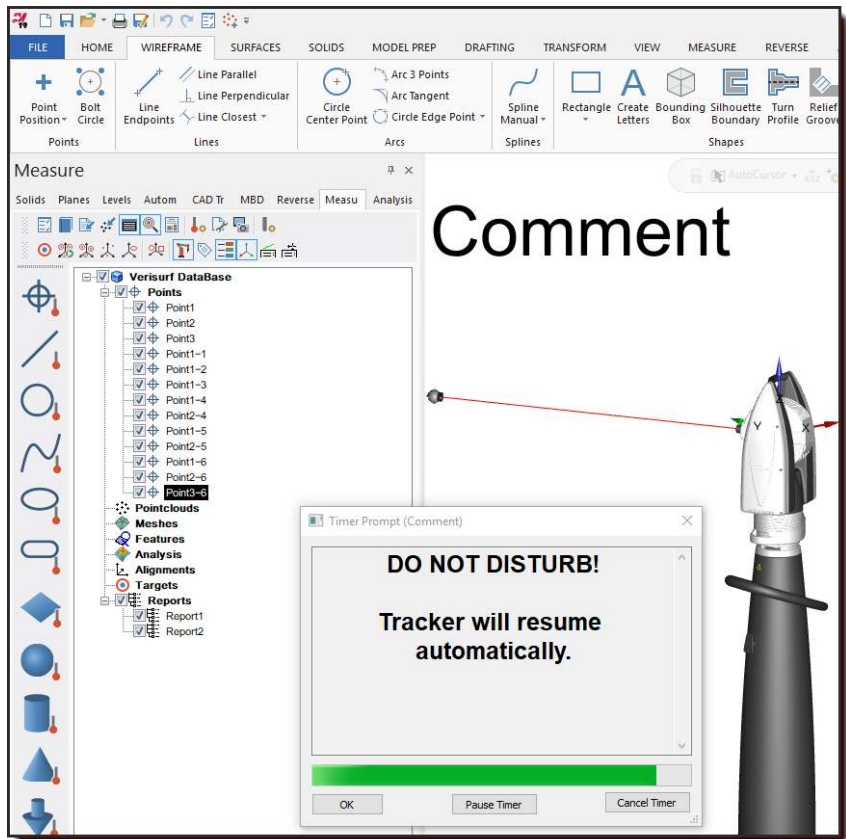 19
FILE HOME WIREFRAME SURFACES SOLIDS MODEL PREP DRAFTING TRANSFORM VIEW MEASURE REVERSE
Line Parallel
Arc 3 Points
Line Perpendicular
Arc Tangent
Point Bolt Line Circle Spline Rectangle Create Bounding Silhouette Turn Relief
Position Circle Endpoints Line Closest Center Point Circle Edge Point Manual Letters Box Boundary Profile Groove
Points Lines Arcs Splines Shapes
Measure
AutoCursor
Solids Planes Levels Autom CAD Tr MBD Reverse Measu Analysis
Comment
Verisurf DataBase
Points
Point1
Point2
Point3
Point1-1
Point1-2
Point1-3
Point1-4
Point2-4
Point1-5
Point2-5
Point1-6
Point2-6
Point3-6
Pointclouds
Meshes
Features
Analysis
Alignments
Targets
Reports
Report1
Report2
Z
Y X
Timer Prompt (Comment)
DO NOT DISTURB!
Tracker will resume
automatically.
OK Pause Timer Cancel Timer